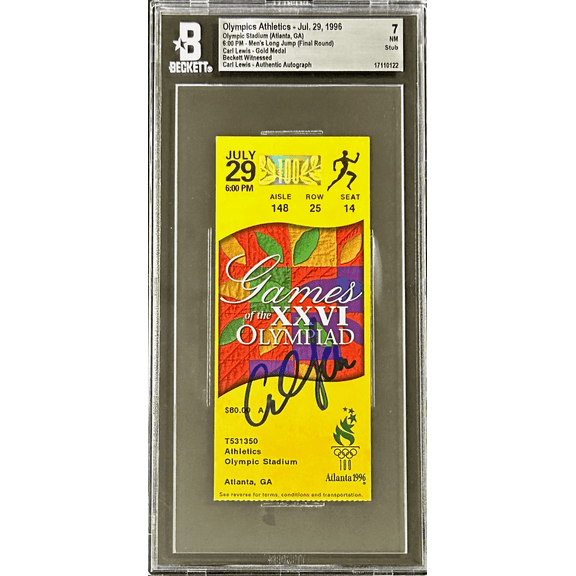 BECKETT®
Olympics Athletics - Jul. 29, 1996
Olympic Stadium (Atlanta, GA)
6:00 PM - Men's Long Jump (Final Round)
Carl Lewis - Gold Medal
Beckett Witnessed
Carl Lewis - Authentic Autograph
7
NM
Stub
17110122
JULY
29
6:00 PM
100
AISLE ROW SEAT
148 25 14
Games
of the XXVI
OLYMPIAD
$80.00 A
T531350
Athletics
Olympic Stadium
Atlanta, GA
100
Atlanta 1996
See reverse for terms, conditions and transportation.
BECKETT